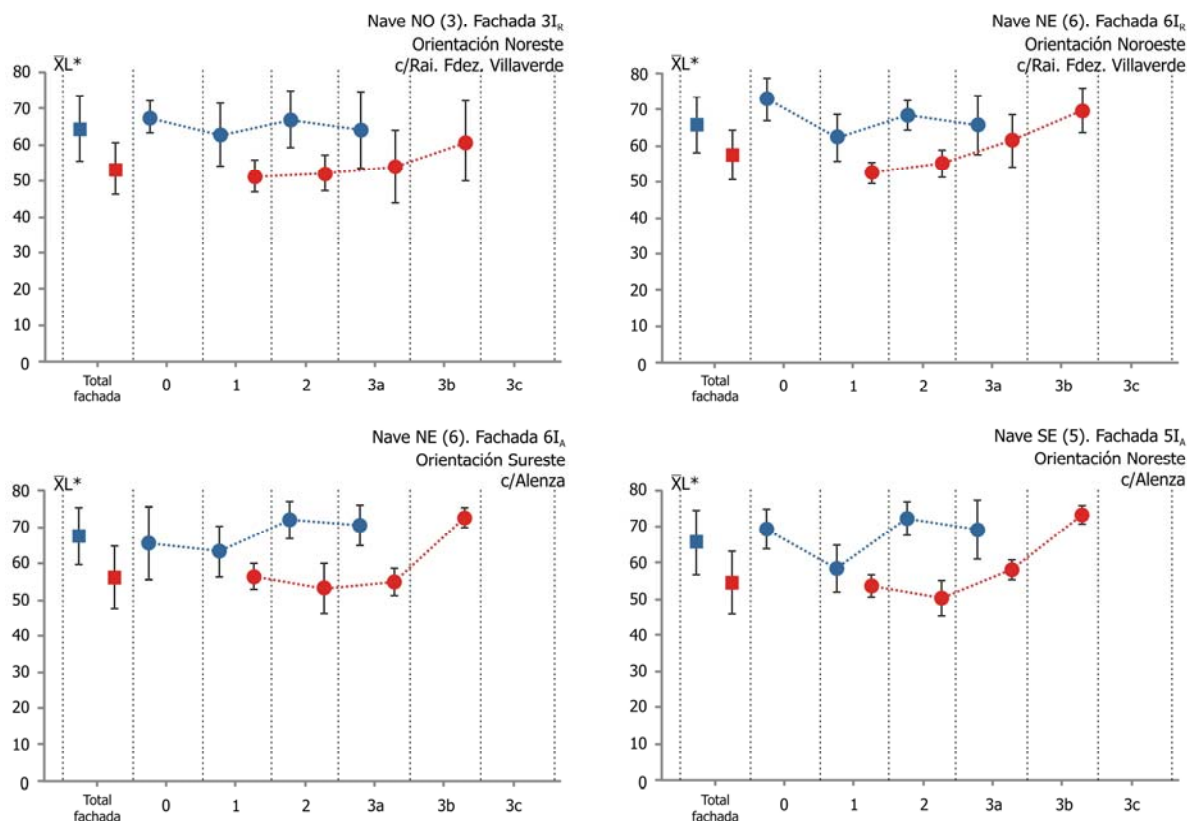 Nave NO (3). Fachada 3I_R
Orientación Noreste
c/Rai. Fdez. Villaverde
X̅L*
80
70
60
50
40
30
20
10
0
Total fachada 0 1 2 3a 3b 3c
Nave NE (6). Fachada 6I_R
Orientación Noroeste
c/Rai. Fdez. Villaverde
X̅L*
80
70
60
50
40
30
20
10
0
Total fachada 0 1 2 3a 3b 3c
Nave NE (6). Fachada 6I_A
Orientación Sureste
c/Alenza
X̅L*
80
70
60
50
40
30
20
10
0
Total fachada 0 1 2 3a 3b 3c
Nave SE (5). Fachada 5I_A
Orientación Noreste
c/Alenza
X̅L*
80
70
60
50
40
30
20
10
0
Total fachada 0 1 2 3a 3b 3c